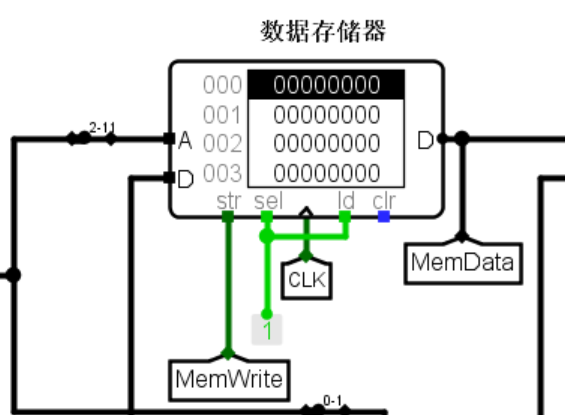 数据存储器
000 00000000
001 00000000
2-11
A 002 00000000 D
D 003 00000000
str sel ld clr
MemData
CLK
1
MemWrite
0-1